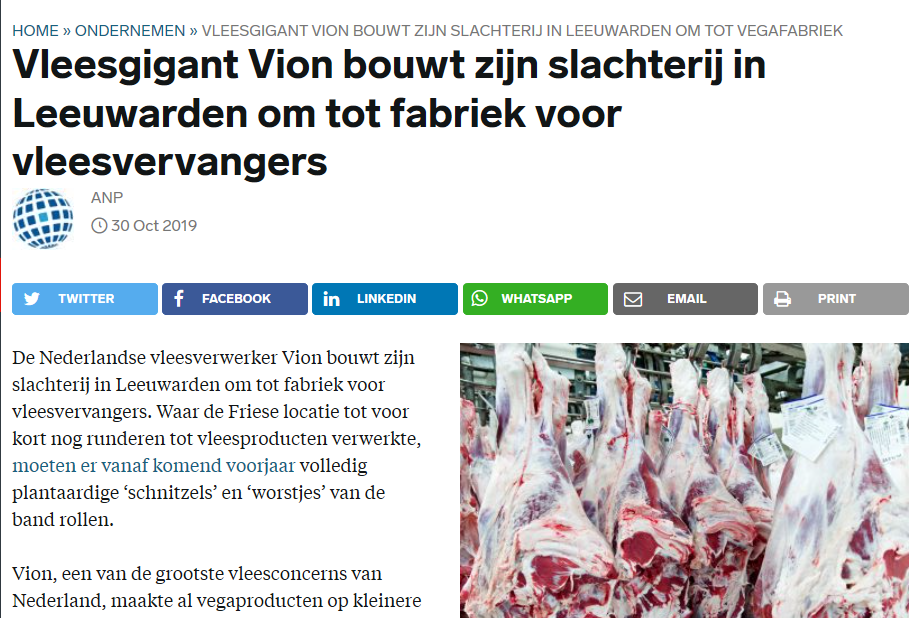 HOME » ONDERNEMEN » VLEESGIGANT VION BOUWT ZIJN SLACHTERIJ IN LEEUWARDEN OM TOT VEGAFABRIEK
Vleesgigant Vion bouwt zijn slachterij in
Leeuwarden om tot fabriek voor
vleesvervangers
ANP
30 Oct 2019
TWITTER FACEBOOK LINKEDIN WHATSAPP EMAIL PRINT
De Nederlandse vleesverwerker Vion bouwt zijn
slachterij in Leeuwarden om tot fabriek voor
vleesvervangers. Waar de Friese locatie tot voor
kort nog runderen tot vleesproducten verwerkte,
moeten er vanaf komend voorjaar volledig
plantaardige ‘schnitzels’ en ‘worstjes’ van de
band rollen.
Vion, een van de grootste vleesconcerns van
Nederland, maakte al vegaproducten op kleinere